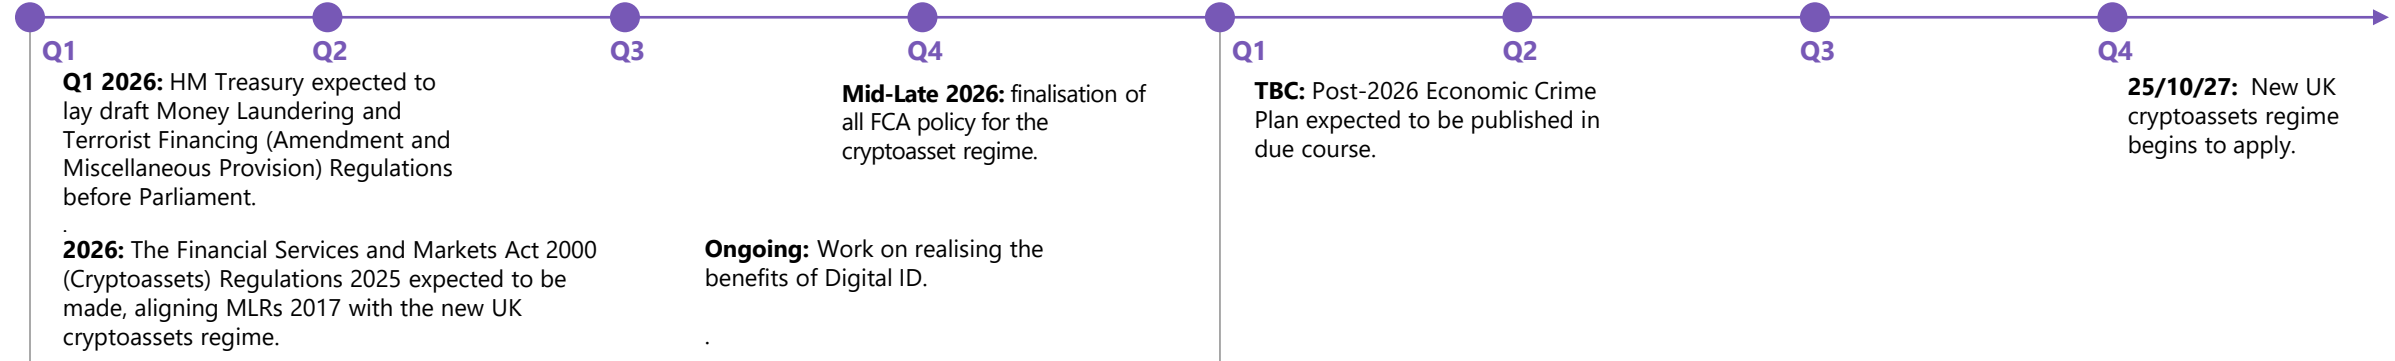 Q1
Q2
Q3
Q4
Q1
Q2
Q3
Q4
Q1 2026: HM Treasury expected to
lay draft Money Laundering and
Terrorist Financing (Amendment and
Miscellaneous Provision) Regulations
before Parliament.
.
2026: The Financial Services and Markets Act 2000
(Cryptoassets) Regulations 2025 expected to be
made, aligning MLRs 2017 with the new UK
cryptoassets regime.
Mid-Late 2026: finalisation of
all FCA policy for the
cryptoasset regime.
Ongoing: Work on realising the
benefits of Digital ID.
.
TBC: Post-2026 Economic Crime
Plan expected to be published in
due course.
25/10/27: New UK
cryptoassets regime
begins to apply.